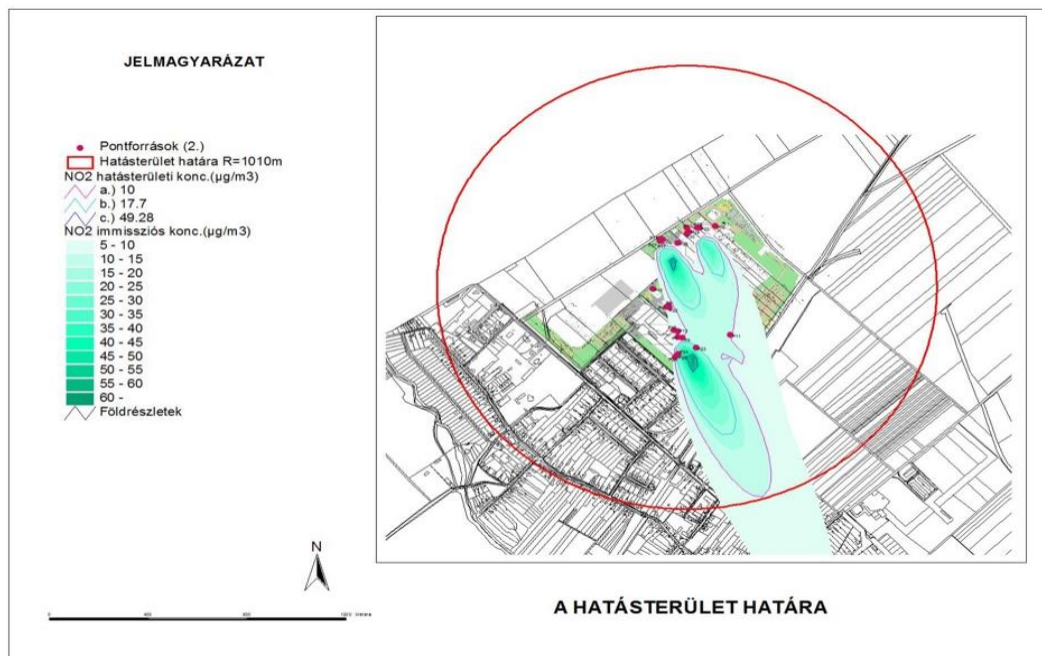 JELMAGYARÁZAT
Pontforrások (2.)
Hatásterület határa R=1010m
NO2 hatásterületi konc.(µg/m3)
a.) 10
b.) 17.7
c.) 49.28
NO2 immissziós konc.(µg/m3)
5 - 10
10 - 15
15 - 20
20 - 25
25 - 30
30 - 35
35 - 40
40 - 45
45 - 50
50 - 55
55 - 60
60 -
Földrészletek
N
0
A HATÁSTERÜLET HATÁRA